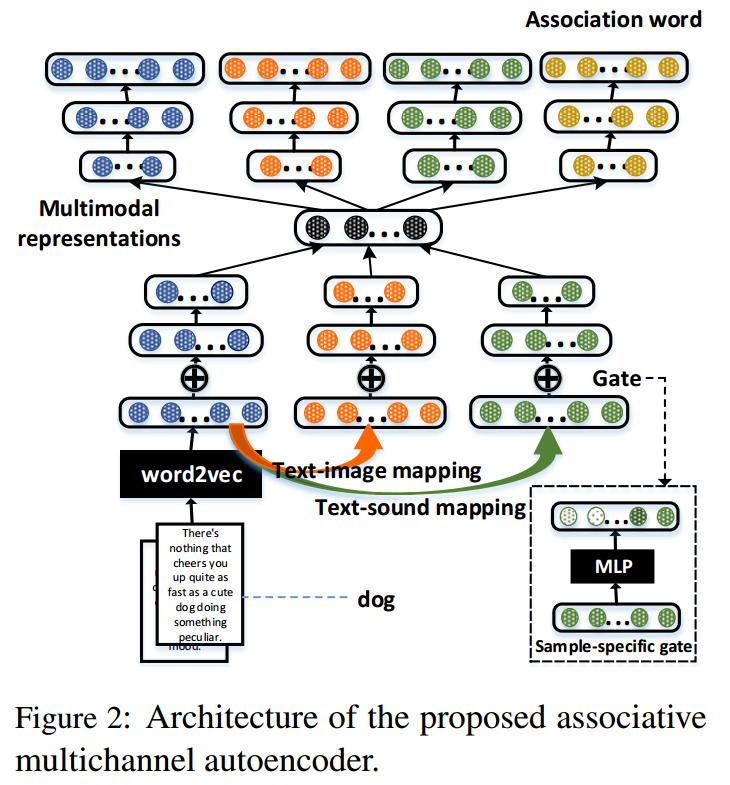 Association word
Multimodal
representations
Gate
word2vec
Text-image mapping
Text-sound mapping
There's
nothing that
cheers you
up quite as
fast as a cute
dog doing
something
peculiar.
mood.
dog
MLP
Sample-specific gate
Figure 2: Architecture of the proposed associative
multichannel autoencoder.